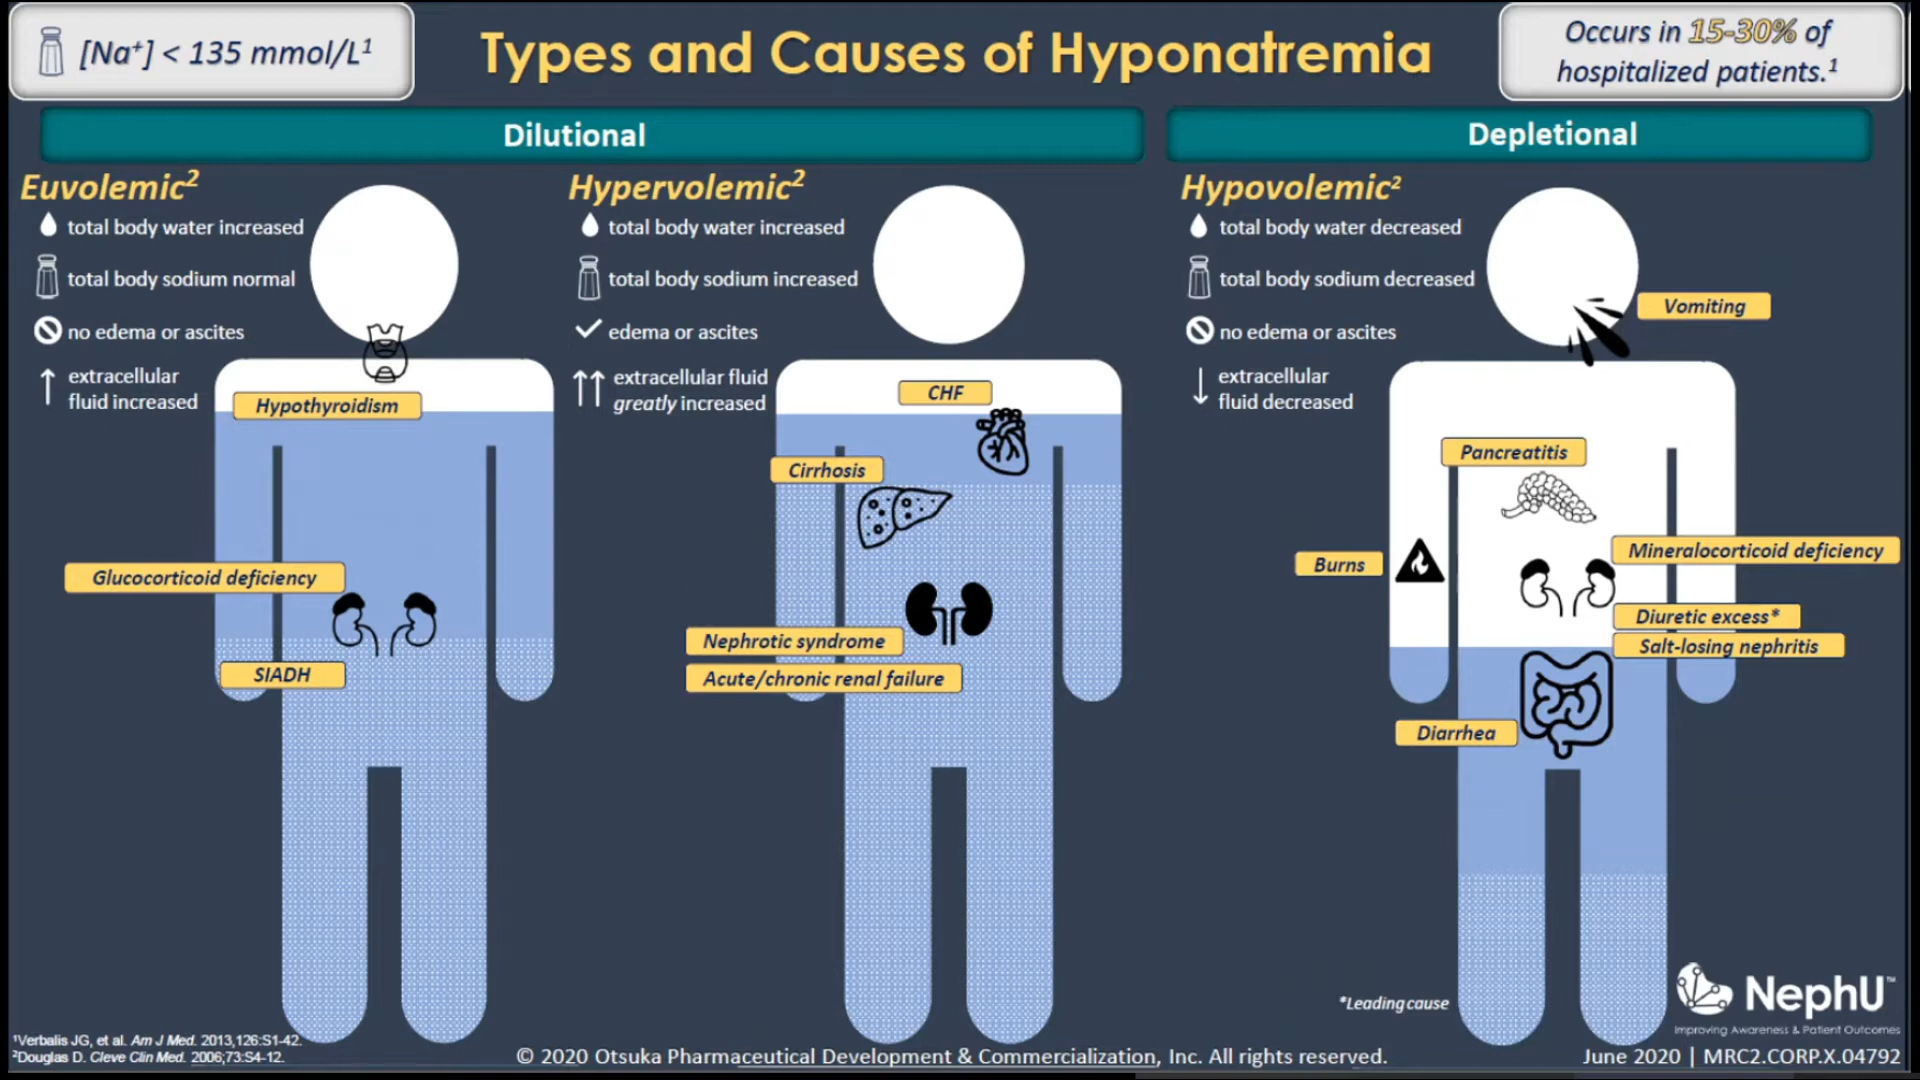 [Na⁺] < 135 mmol/L¹
Types and Causes of Hyponatremia
Occurs in 15-30% of
hospitalized patients.¹
Dilutional
Depletional
Euvolemic²
total body water increased
total body sodium normal
no edema or ascites
extracellular
fluid increased
Hypothyroidism
Glucocorticoid deficiency
SIADH
Hypervolemic²
total body water increased
total body sodium increased
edema or ascites
extracellular fluid
greatly increased
CHF
Cirrhosis
Nephrotic syndrome
Acute/chronic renal failure
Hypovolemic²
total body water decreased
total body sodium decreased
no edema or ascites
extracellular
fluid decreased
Vomiting
Pancreatitis
Burns
Mineralocorticoid deficiency
Diuretic excess*
Salt-losing nephritis
Diarrhea
*Leading cause
NephU™
Improving Awareness & Patient Outcomes
¹Verbalis JG, et al. Am J Med. 2013,126:S1-42.
²Douglas D. Cleve Clin Med. 2006;73:S4-12.
© 2020 Otsuka Pharmaceutical Development & Commercialization, Inc. All rights reserved.
June 2020 | MRC2.CORP.X.04792